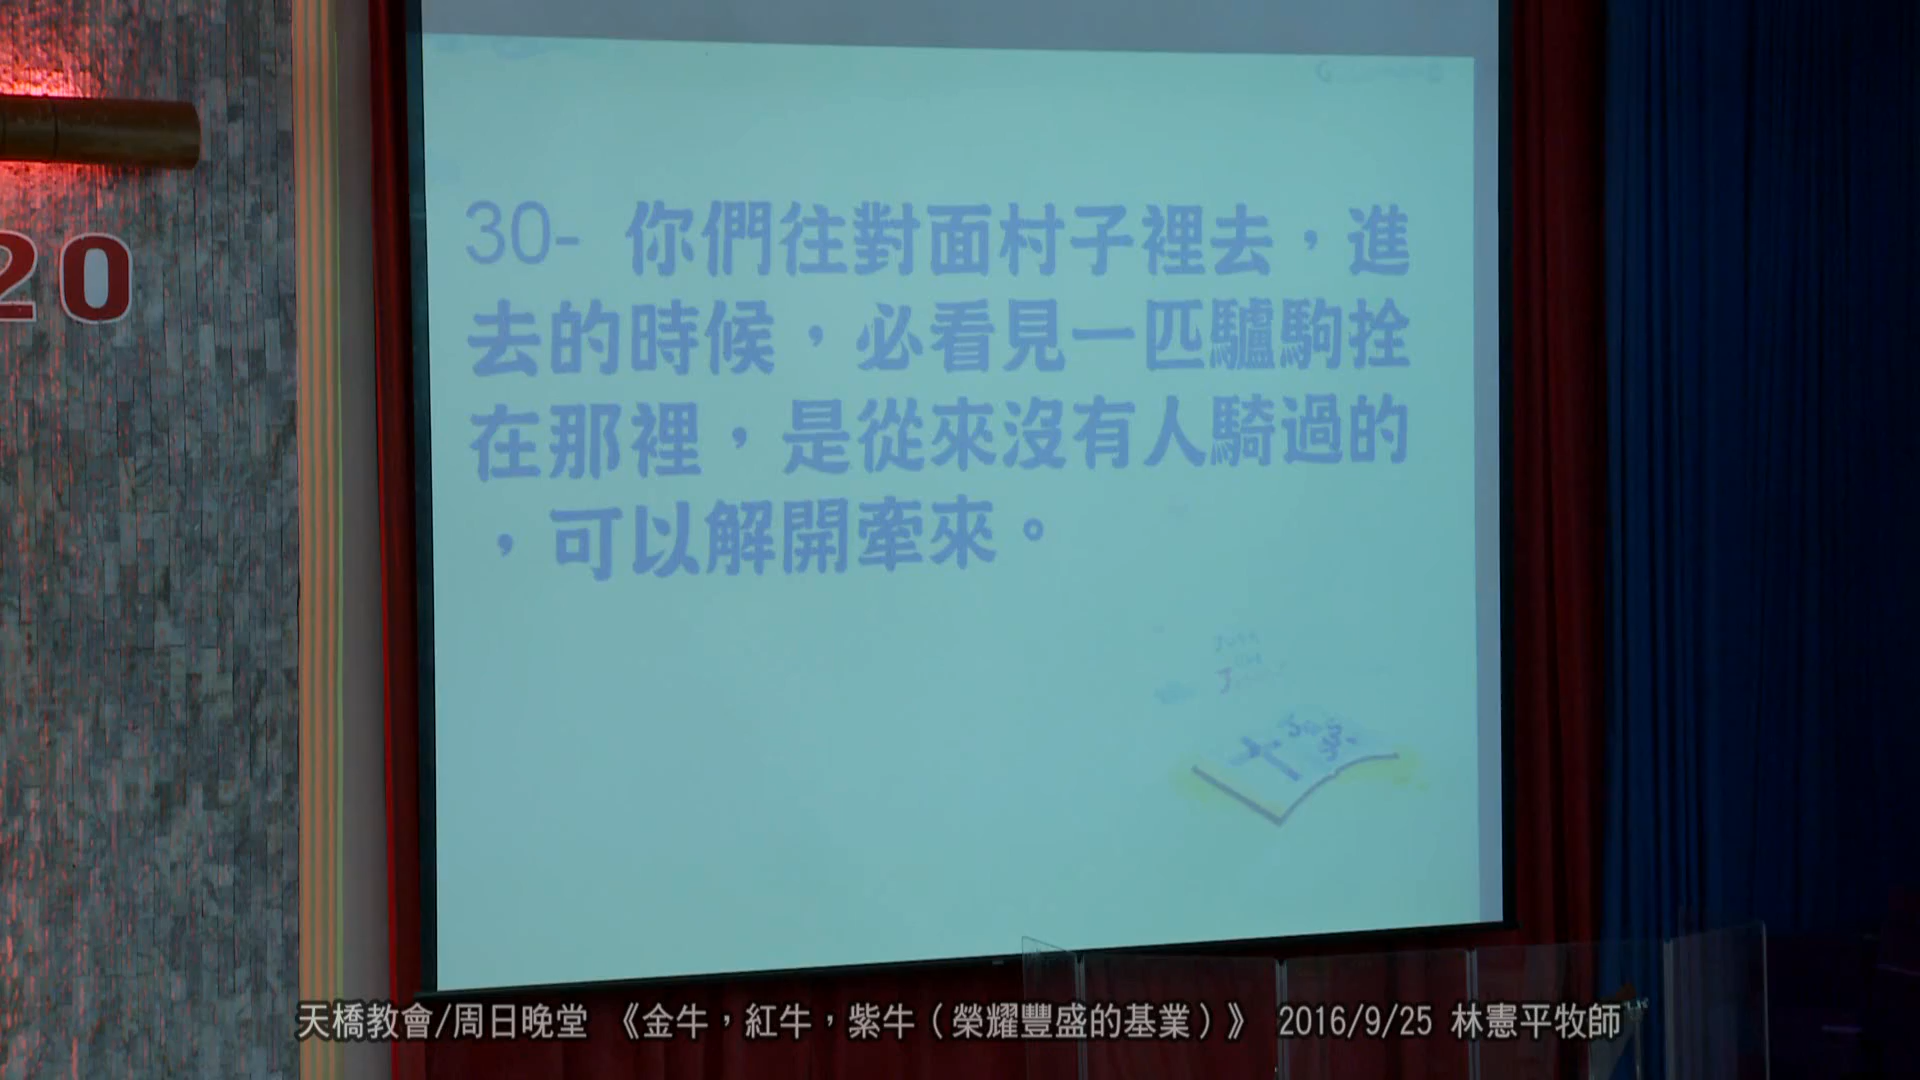 20
30- 你們往對面村子裡去，進
去的時候，必看見一匹驢駒拴
在那裡，是從來沒有人騎過的
，可以解開牽來。
天橋教會/周日晚堂 《金牛，紅牛，紫牛（榮耀豐盛的基業）》 2016/9/25 林憲平牧師